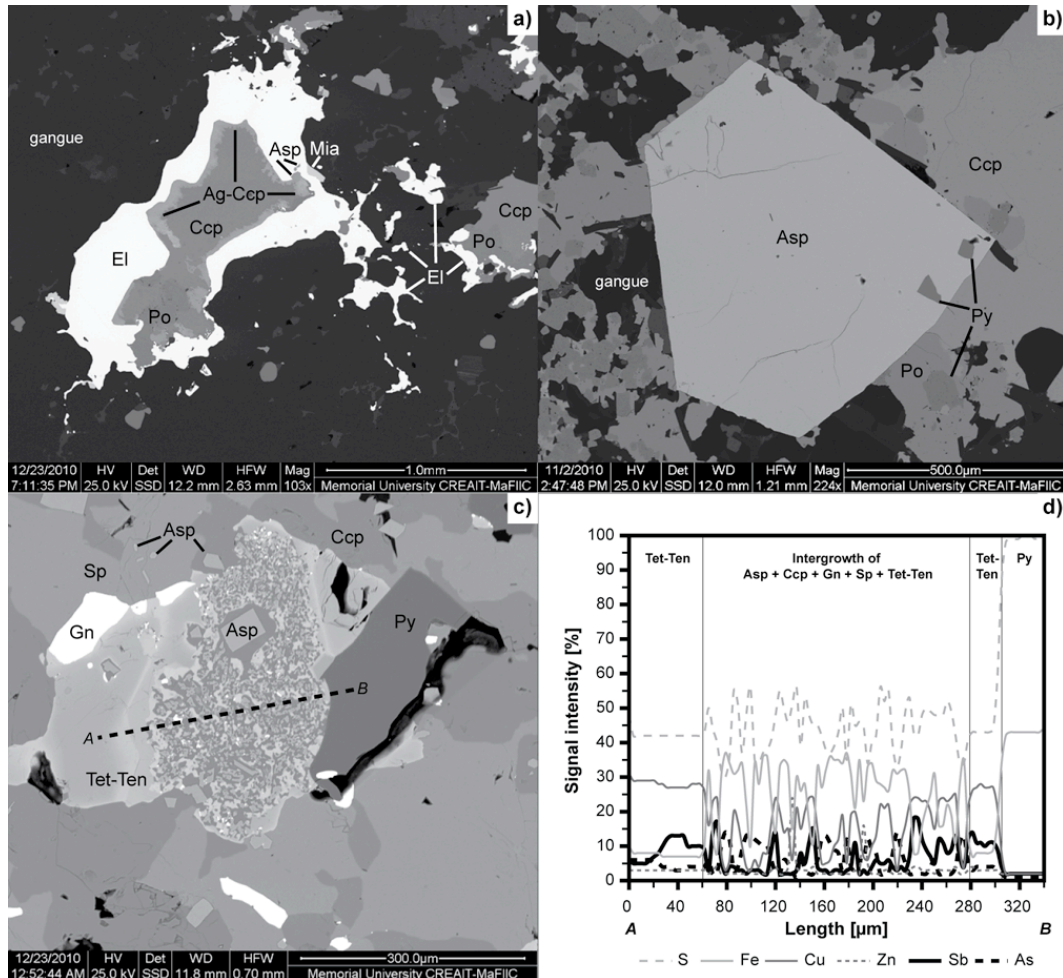 a)
gangue
Asp Mia
Ag-Ccp
Ccp
El
Ccp
Po
El
Po
12/23/2010 HV Det WD HFW Mag 1.0mm
7:11:35 PM 25.0 kV SSD 12.2 mm 2.63 mm 103x Memorial University CREAIT-MaFIIC
b)
Ccp
Asp
gangue
Py
Po
11/2/2010 HV Det WD HFW Mag 500.0µm
2:47:48 PM 25.0 kV SSD 12.0 mm 1.21 mm 224x Memorial University CREAIT-MaFIIC
c)
Asp
Ccp
Sp
Gn
Asp
Py
B
A
Tet-Ten
12/23/2010 HV Det WD HFW 300.0µm
12:52:44 AM 25.0 kV SSD 11.8 mm 0.70 mm Memorial University CREAIT-MaFIIC
d)
Tet-Ten
Intergrowth of
Asp + Ccp + Gn + Sp + Tet-Ten
Tet-
Ten
Py
Signal intensity [%]
100
90
80
70
60
50
40
30
20
10
0
0 40 80 120 160 200 240 280 320
A Length [µm] B
S Fe Cu Zn Sb As